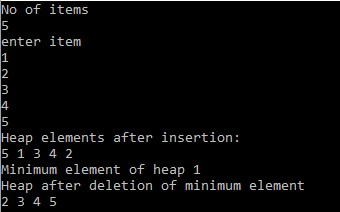 No of items
5
enter item
1
2
3
4
5
Heap elements after insertion:
5 1 3 4 2
Minimum element of heap 1
Heap after deletion of minimum element
2 3 4 5